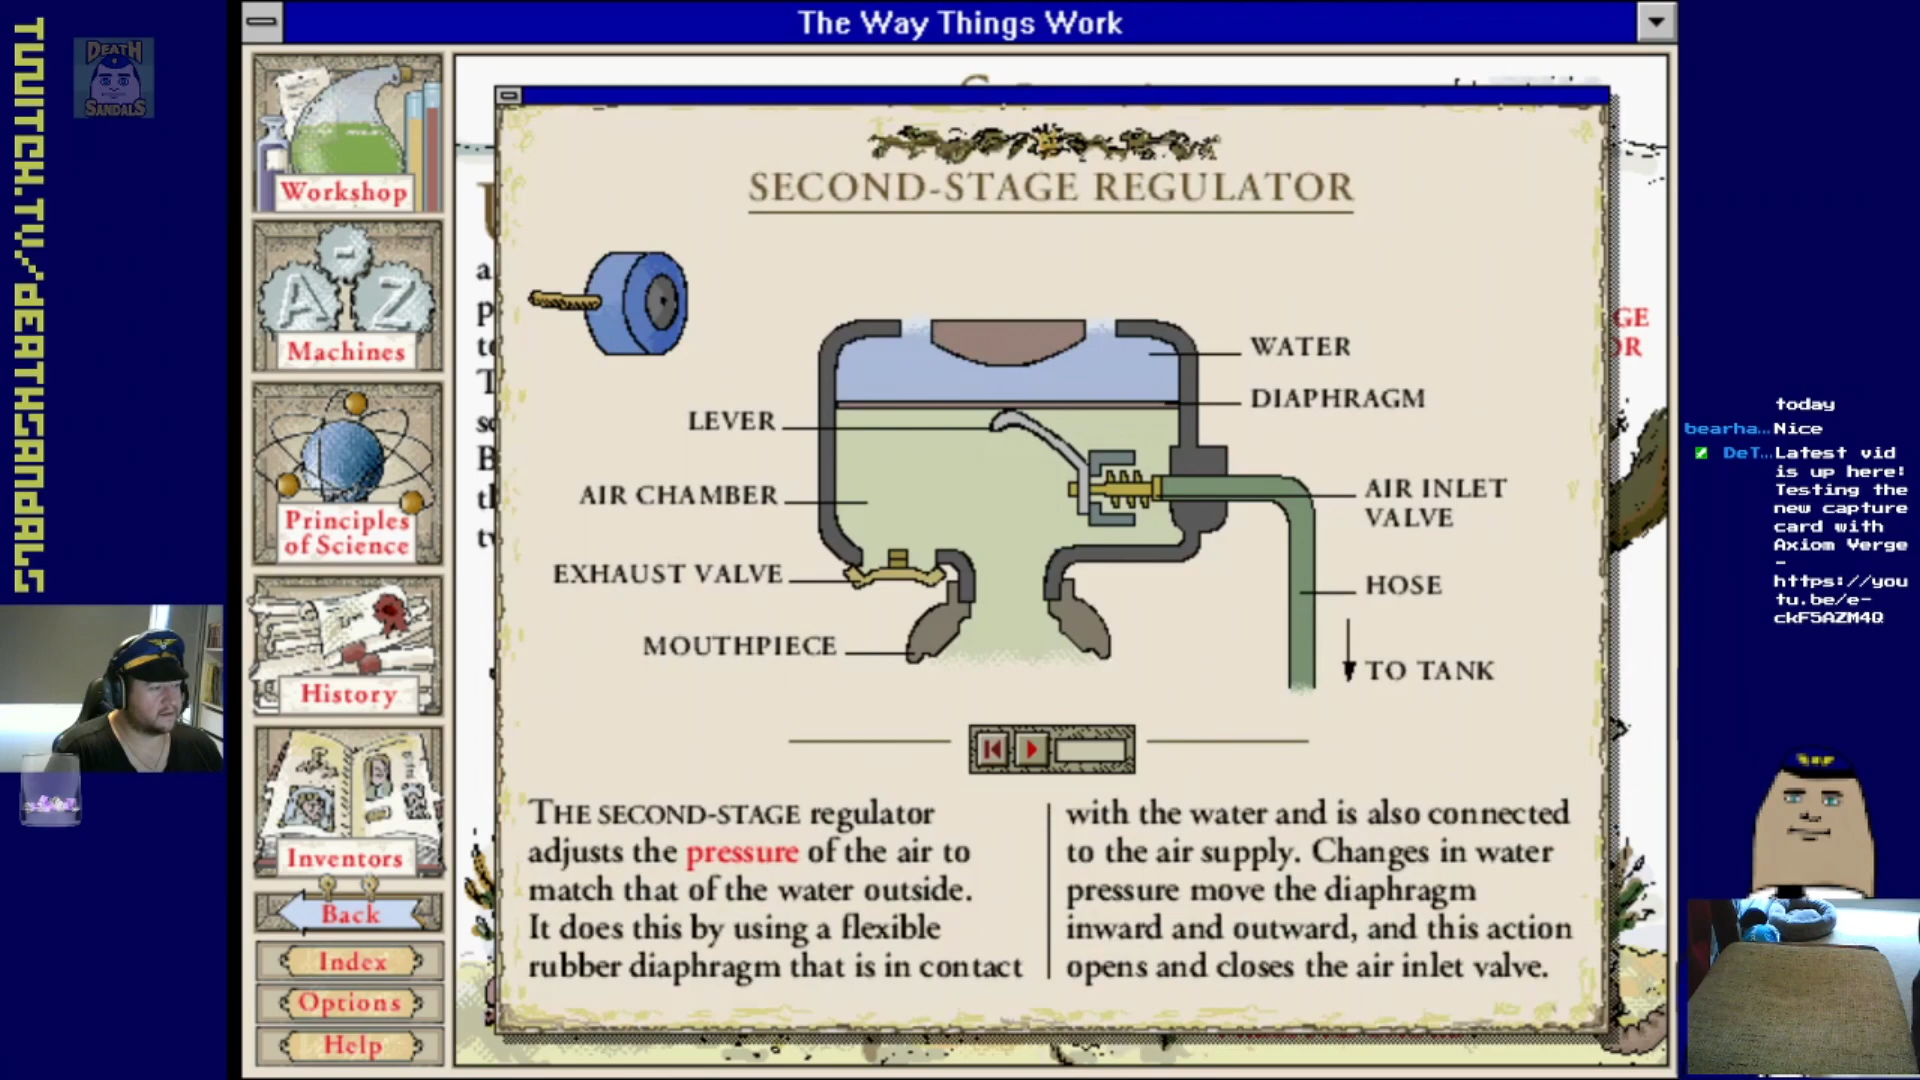 TWITCH.TV/DEATHSANDALS
DEATH
SANDALS
The Way Things Work
Workshop
A - Z
Machines
Principles
of Science
History
Inventors
Back
Index
Options
Help
SECOND-STAGE REGULATOR
WATER
DIAPHRAGM
LEVER
AIR CHAMBER
AIR INLET
VALVE
EXHAUST VALVE
HOSE
MOUTHPIECE
TO TANK
THE SECOND-STAGE regulator
adjusts the pressure of the air to
match that of the water outside.
It does this by using a flexible
rubber diaphragm that is in contact
with the water and is also connected
to the air supply. Changes in water
pressure move the diaphragm
inward and outward, and this action
opens and closes the air inlet valve.
today
bearha... Nice
DeT... Latest vid
is up here:
Testing the
new capture
card with
Axiom Verge
-
https://you
tu.be/e-
ckF5AZM4Q